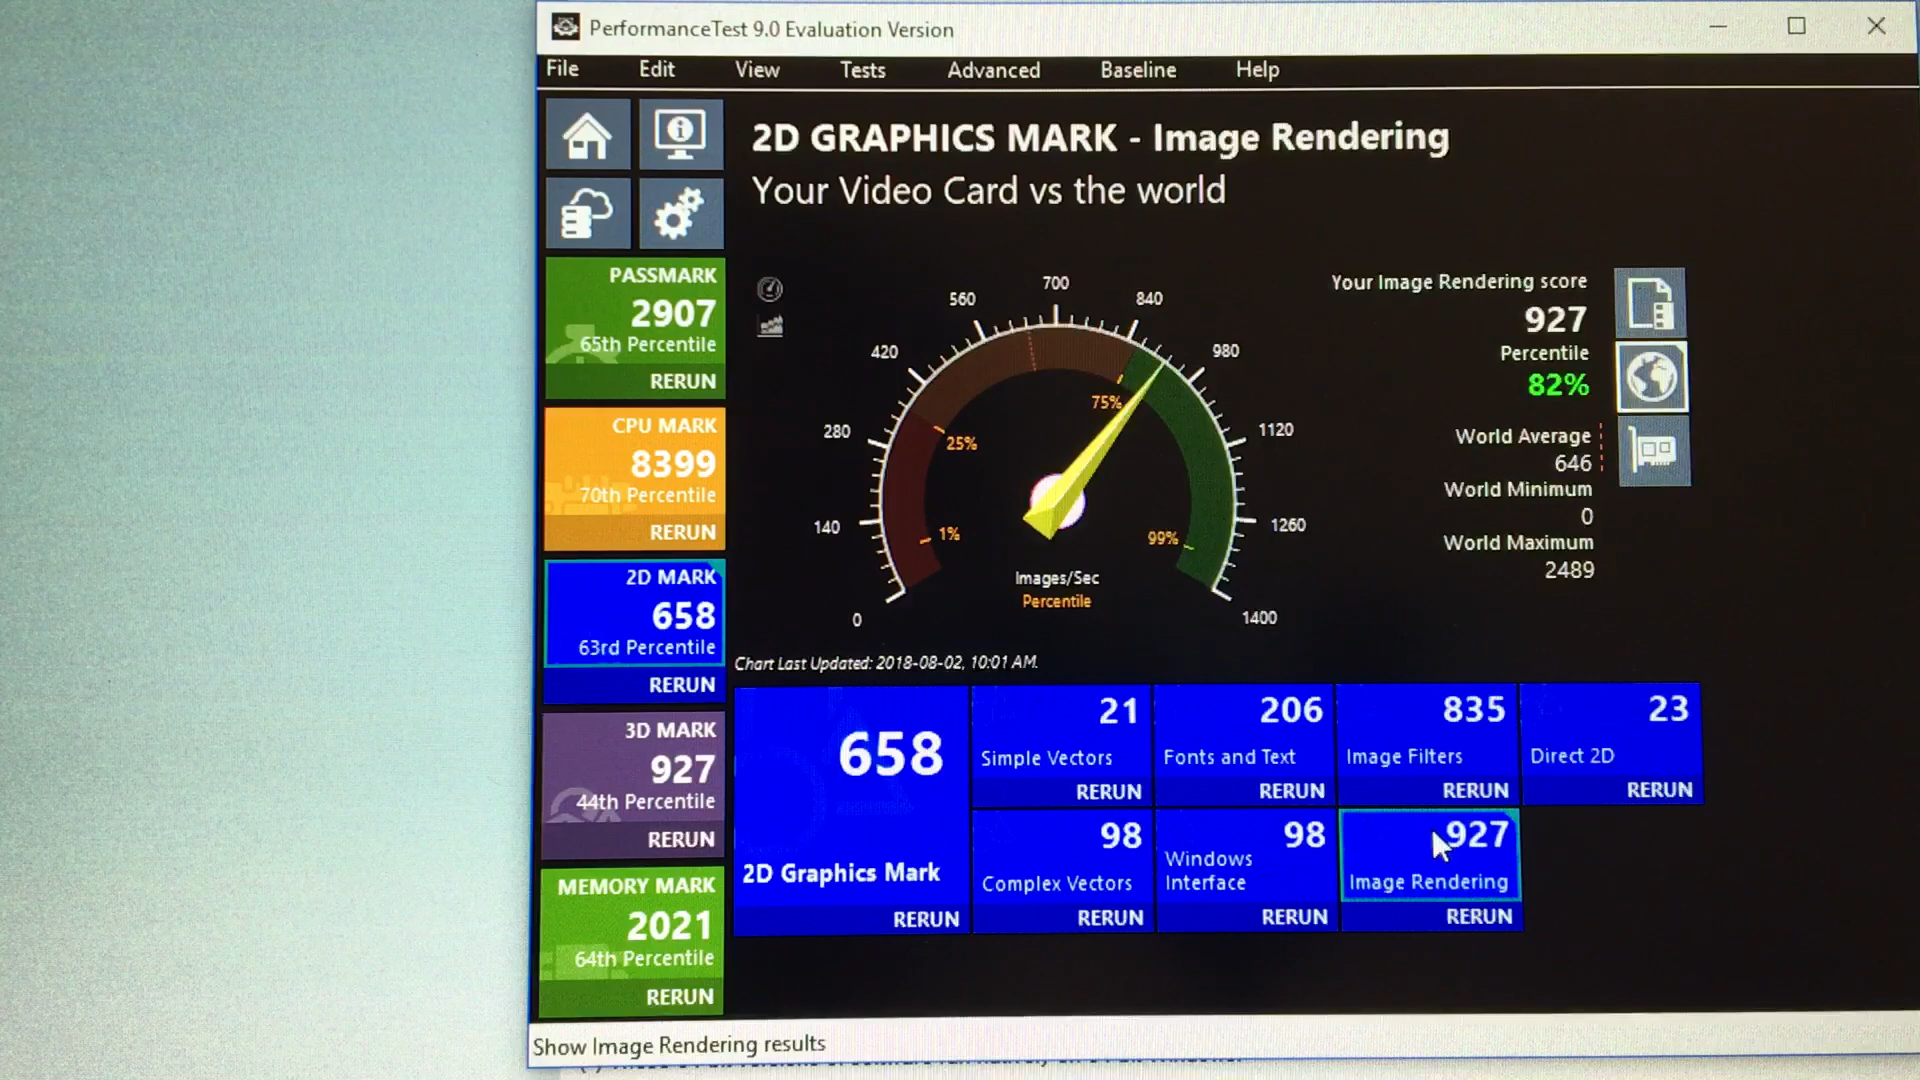 PerformanceTest 9.0 Evaluation Version
File Edit View Tests Advanced Baseline Help
2D GRAPHICS MARK - Image Rendering
Your Video Card vs the world
PASSMARK
2907
65th Percentile
RERUN
CPU MARK
8399
70th Percentile
RERUN
2D MARK
658
63rd Percentile
RERUN
3D MARK
927
44th Percentile
RERUN
MEMORY MARK
2021
64th Percentile
RERUN
0
140
280
420
560
700
840
980
1120
1260
1400
1%
25%
75%
99%
Images/Sec
Percentile
Your Image Rendering score
927
Percentile
82%
World Average
646
World Minimum
0
World Maximum
2489
Chart Last Updated: 2018-08-02, 10:01 AM.
658
2D Graphics Mark
RERUN
21
Simple Vectors
RERUN
206
Fonts and Text
RERUN
835
Image Filters
RERUN
23
Direct 2D
RERUN
98
Complex Vectors
RERUN
98
Windows
Interface
RERUN
927
Image Rendering
RERUN
Show Image Rendering results